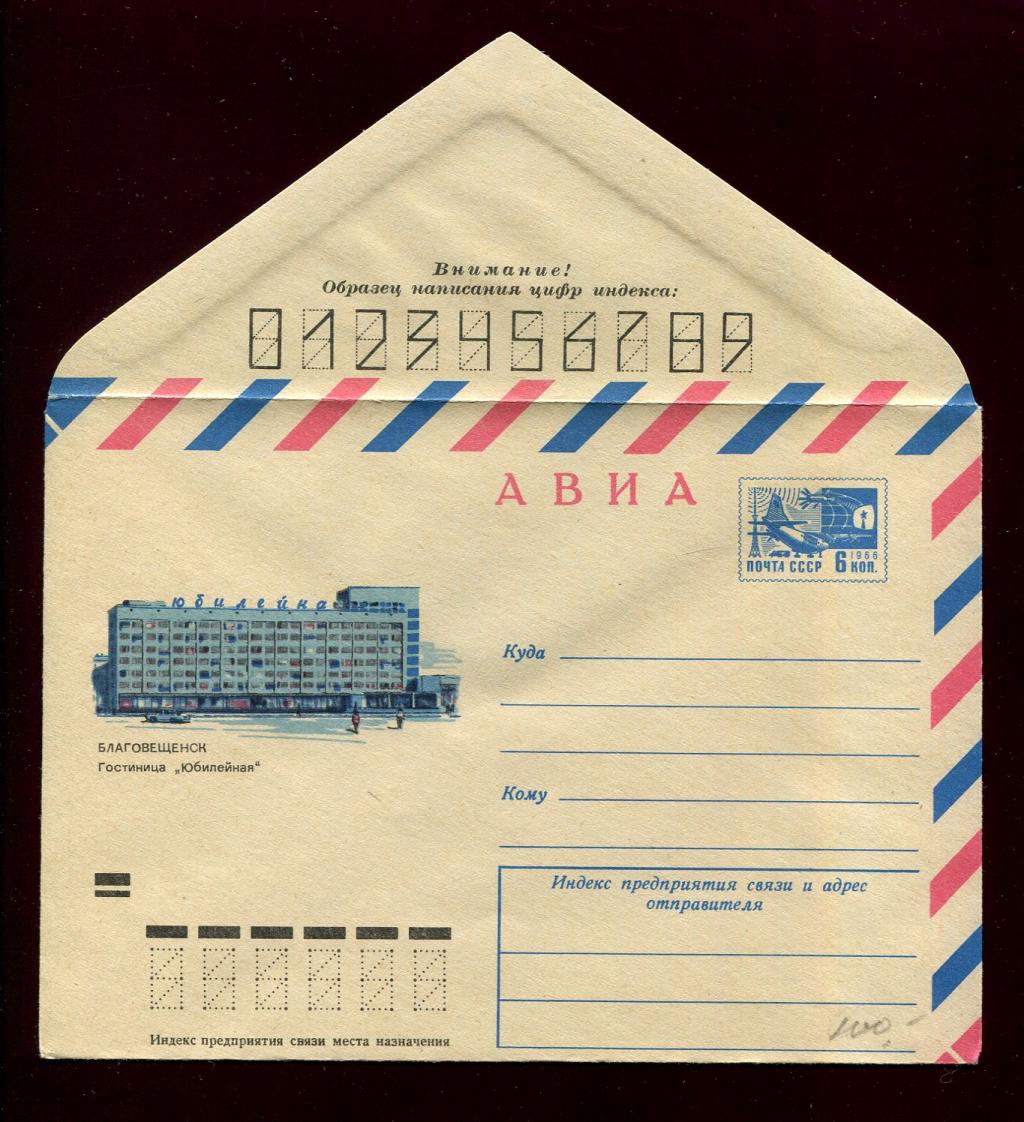 Внимание!
Образец написания цифр индекса:
0123456789
АВИА
1966
ПОЧТА СССР 6 КОП.
юбилейная
Куда
БЛАГОВЕЩЕНСК
Гостиница „Юбилейная“
Кому
Индекс предприятия связи и адрес
отправителя
Индекс предприятия связи места назначения
100 -